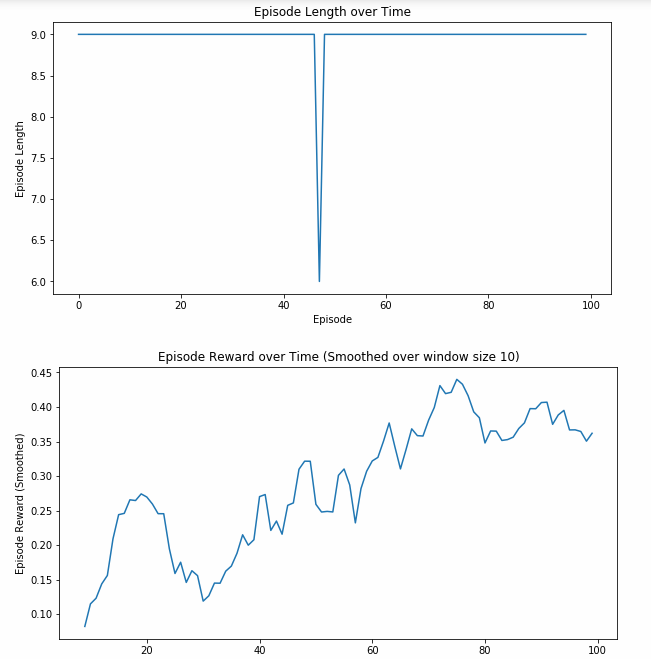 Episode Length over Time
9.0
8.5
8.0
7.5
7.0
6.5
6.0
Episode Length
0 20 40 60 80 100
Episode
Episode Reward over Time (Smoothed over window size 10)
0.45
0.40
0.35
0.30
0.25
0.20
0.15
0.10
Episode Reward (Smoothed)
20 40 60 80 100